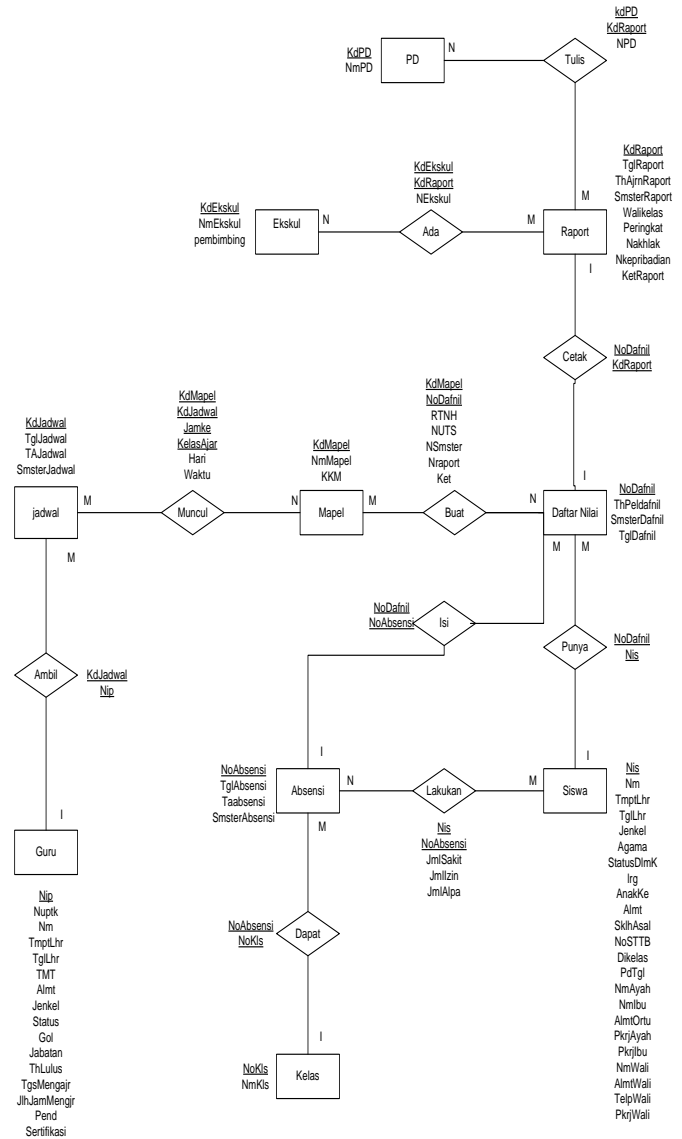 kdPD
KdRaport
NPD
KdPD
NmPD
PD
N
Tulis
M
KdEkskul
KdRaport
NEkskul
KdEkskul
NmEkskul
pembimbing
Ekskul
N
Ada
M
Raport
KdRaport
TglRaport
ThAjrnRaport
SmsterRaport
Walikelas
Peringkat
Nakhlak
Nkepribadian
KetRaport
I
Cetak
NoDafnil
KdRaport
I
KdJadwal
TglJadwal
TAJadwal
SmsterJadwal
jadwal
M
KdMapel
KdJadwal
Jamke
KelasAjar
Hari
Waktu
Muncul
N
KdMapel
NmMapel
KKM
Mapel
M
KdMapel
NoDafnil
RTNH
NUTS
NSmster
Nraport
Ket
Buat
N
Daftar Nilai
NoDafnil
ThPeldafnil
SmsterDafnil
TglDafnil
M
M
M
NoDafnil
NoAbsensi
Isi
Punya
NoDafnil
Nis
Ambil
KdJadwal
Nip
I
I
NoAbsensi
TglAbsensi
Taabsensi
SmsterAbsensi
Absensi
N
Lakukan
M
Siswa
M
Nis
NoAbsensi
JmlSakit
JmlIzin
JmlAlpa
Nis
Nm
TmptLhr
TglLhr
Jenkel
Agama
StatusDlmK
lrg
AnakKe
Almt
SklhAsal
NoSTTB
Dikelas
PdTgl
NmAyah
NmIbu
AlmtOrtu
PkrjAyah
PkrjIbu
NmWali
AlmtWali
TelpWali
PkrjWali
I
Guru
Nip
Nuptk
Nm
TmptLhr
TglLhr
TMT
Almt
Jenkel
Status
Gol
Jabatan
ThLulus
TgsMengajr
JlhJamMengjr
Pend
Sertifikasi
NoAbsensi
NoKls
Dapat
I
NoKls
NmKls
Kelas